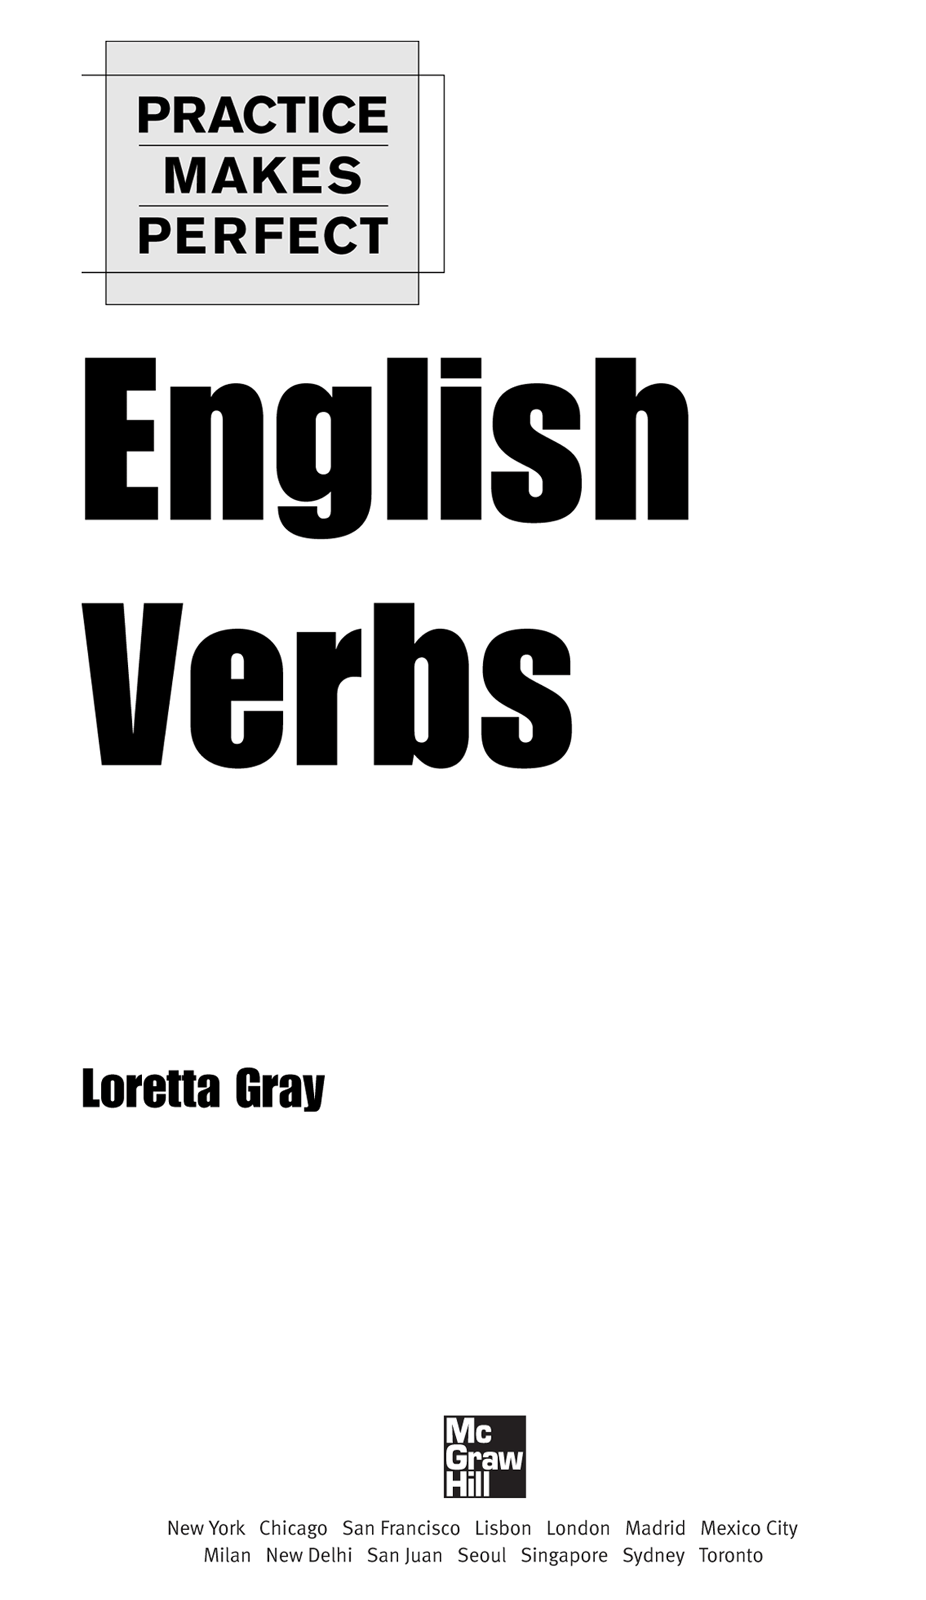 PRACTICE
MAKES
PERFECT
English
Verbs
Loretta Gray
Mc
Graw
Hill
New York Chicago San Francisco Lisbon London Madrid Mexico City
Milan New Delhi San Juan Seoul Singapore Sydney Toronto